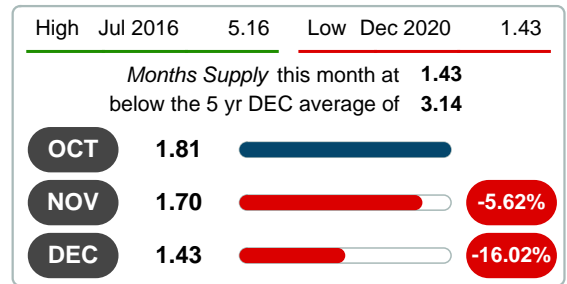 High Jul 2016 5.16 Low Dec 2020 1.43
Months Supply this month at 1.43
below the 5 yr DEC average of 3.14
OCT 1.81
NOV 1.70 -5.62%
DEC 1.43 -16.02%